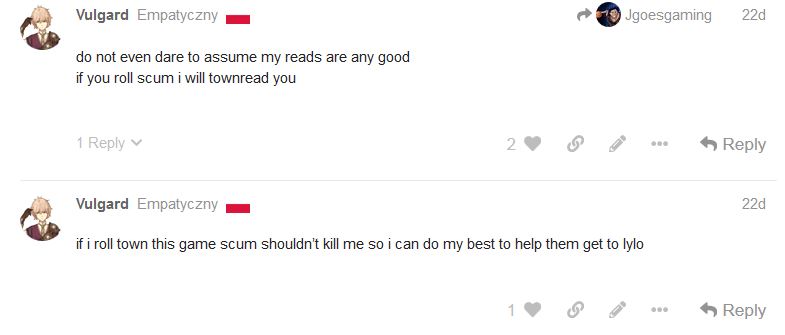 Vulgard Empatyczny Jgoesgaming 22d
do not even dare to assume my reads are any good
if you roll scum i will townread you
1 Reply 2 Reply
Vulgard Empatyczny 22d
if i roll town this game scum shouldn't kill me so i can do my best to help them get to lylo
1 Reply